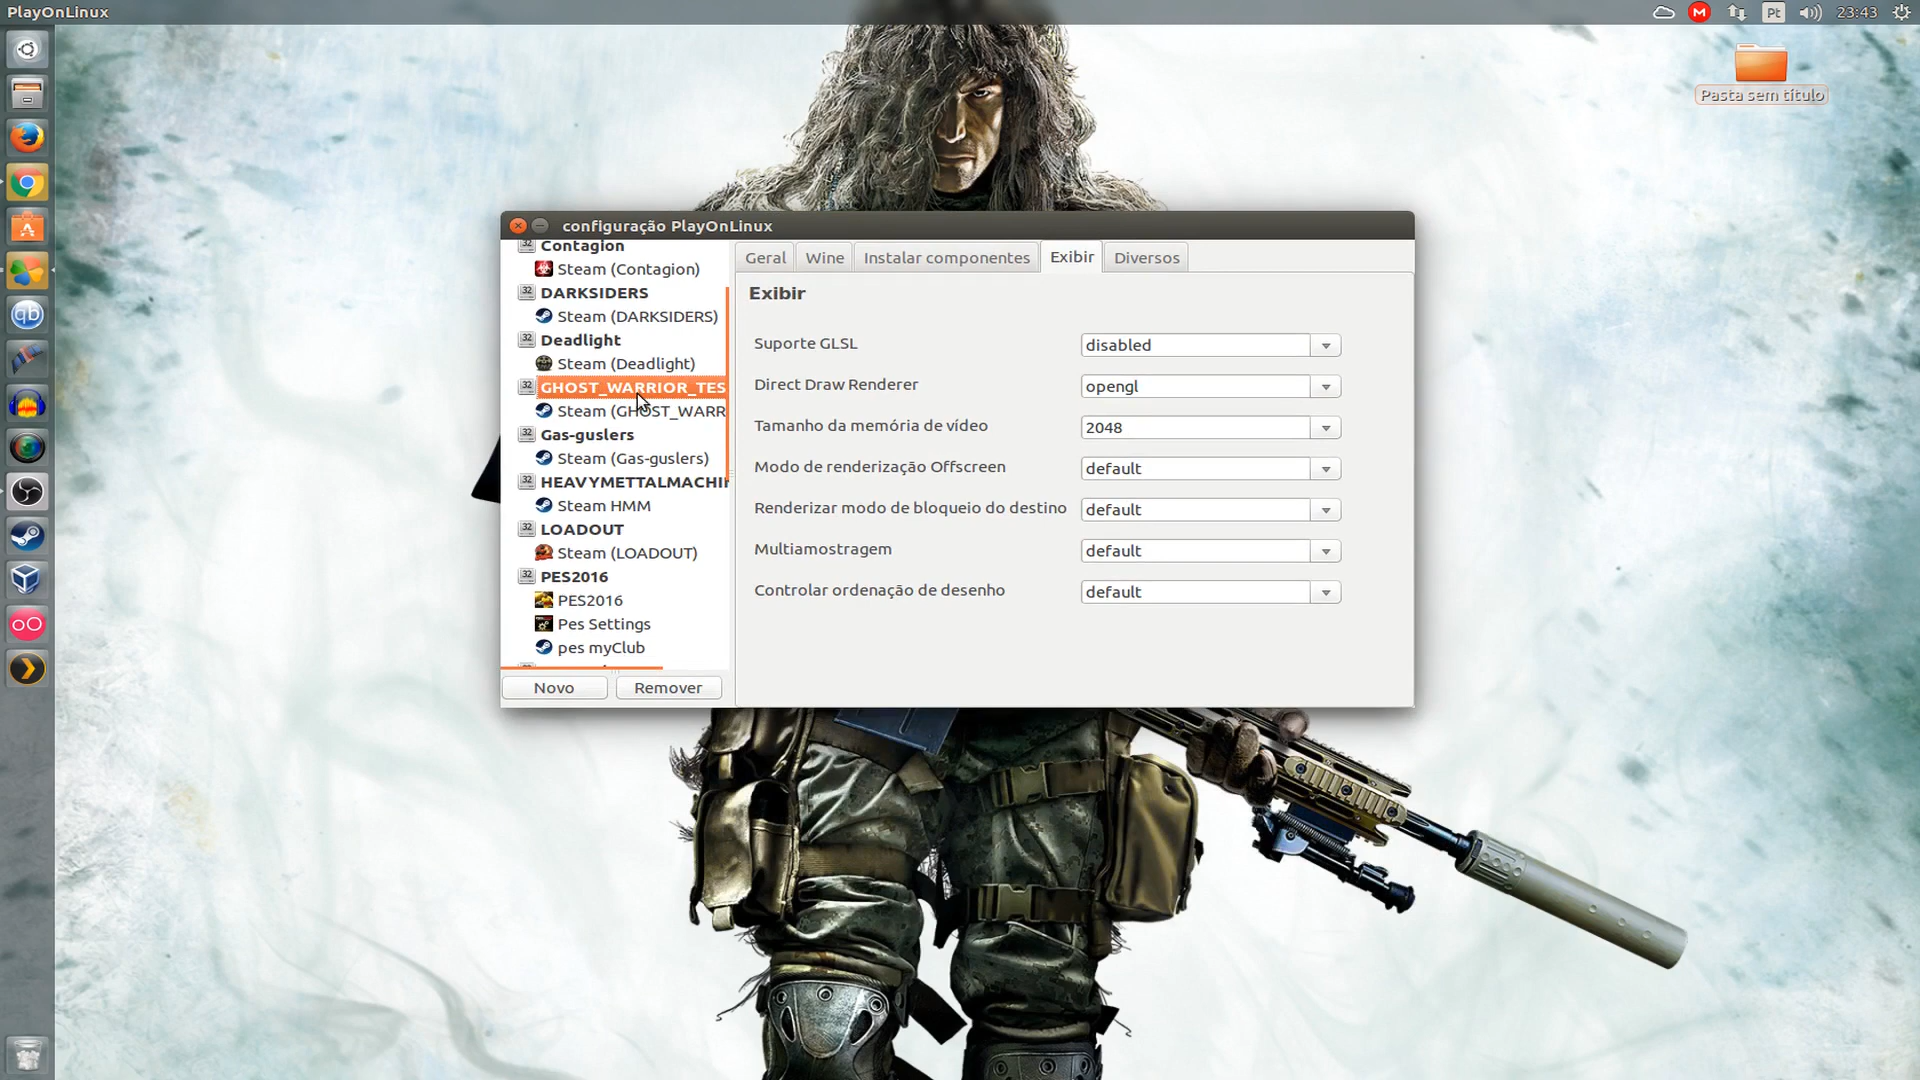 PlayOnLinux
Pt
23:43
Pasta sem título
configuração PlayOnLinux
Contagion
Steam (Contagion)
DARKSIDERS
Steam (DARKSIDERS)
Deadlight
Steam (Deadlight)
GHOST_WARRIOR_TES
Steam (GHOST_WARR
Gas-guslers
Steam (Gas-guslers)
HEAVYMETTALMACHI
Steam HMM
LOADOUT
Steam (LOADOUT)
PES2016
PES2016
Pes Settings
pes myClub
Novo
Remover
Geral
Wine
Instalar componentes
Exibir
Diversos
Exibir
Suporte GLSL
disabled
Direct Draw Renderer
opengl
Tamanho da memória de vídeo
2048
Modo de renderização Offscreen
default
Renderizar modo de bloqueio do destino
default
Multiamostragem
default
Controlar ordenação de desenho
default